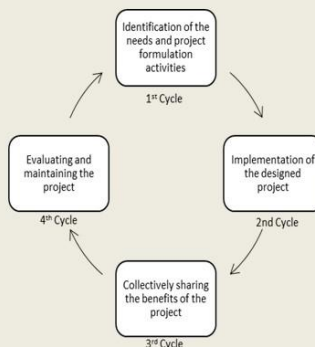 Identification of the
needs and project
formulation
activities
1st Cycle
Implementation of
the designed
project
2nd Cycle
Collectively sharing
the benefits of the
project
3rd Cycle
Evaluating and
maintaining the
project
4th Cycle